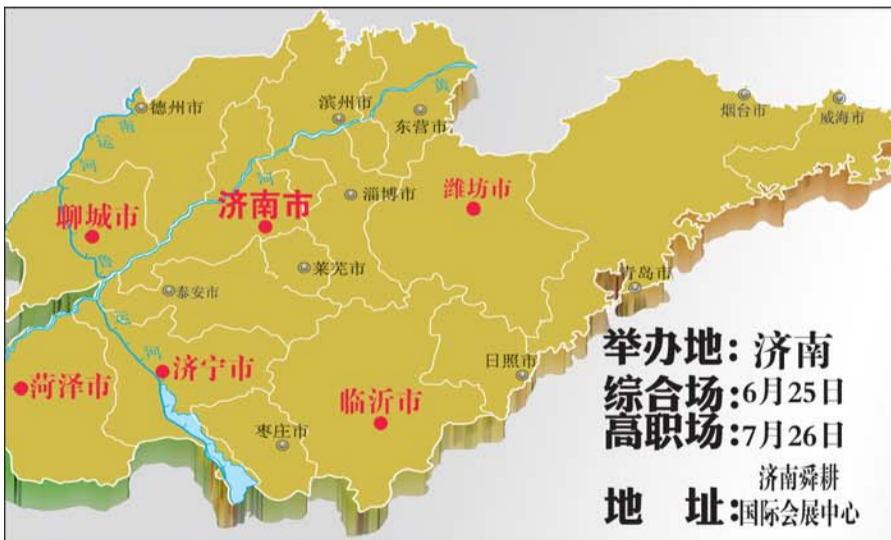 德州市
滨州市
东营市
烟台市
威海市
黄
河
南
运
河
聊城市
济南市
淄博市
潍坊市
莱芜市
青岛市
泰安市
鲁
运
河
菏泽市
济宁市
临沂市
日照市
枣庄市
举办地：济南
综合场：6月25日
高职场：7月26日
地 址：济南舜耕
国际会展中心